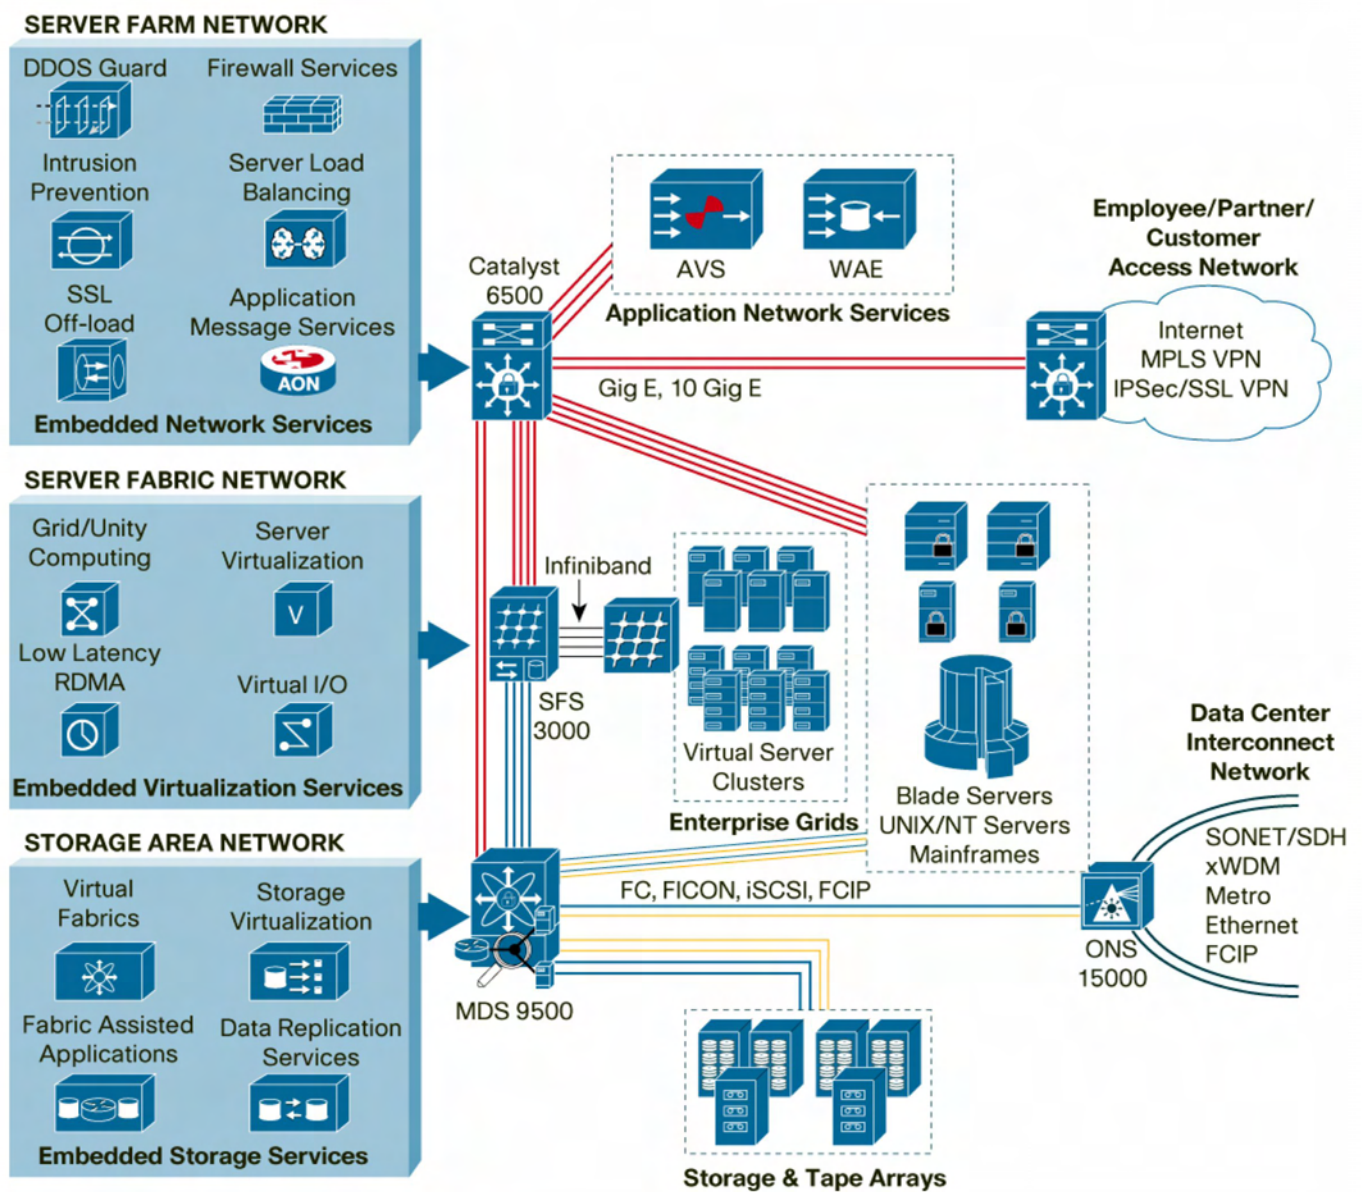 SERVER FARM NETWORK
DDOS Guard
Firewall Services
Intrusion
Prevention
Server Load
Balancing
SSL
Off-load
Application
Message Services
AON
Embedded Network Services
SERVER FABRIC NETWORK
Grid/Unity
Computing
Server
Virtualization
V
Low Latency
RDMA
Virtual I/O
Embedded Virtualization Services
STORAGE AREA NETWORK
Virtual
Fabrics
Storage
Virtualization
Fabric Assisted
Applications
Data Replication
Services
Embedded Storage Services
Catalyst
6500
AVS
WAE
Application Network Services
Gig E, 10 Gig E
Employee/Partner/
Customer
Access Network
Internet
MPLS VPN
IPSec/SSL VPN
Infiniband
SFS
3000
Virtual Server
Clusters
Enterprise Grids
Blade Servers
UNIX/NT Servers
Mainframes
FC, FICON, iSCSI, FCIP
MDS 9500
Data Center
Interconnect
Network
SONET/SDH
xWDM
Metro
Ethernet
FCIP
ONS
15000
Storage & Tape Arrays